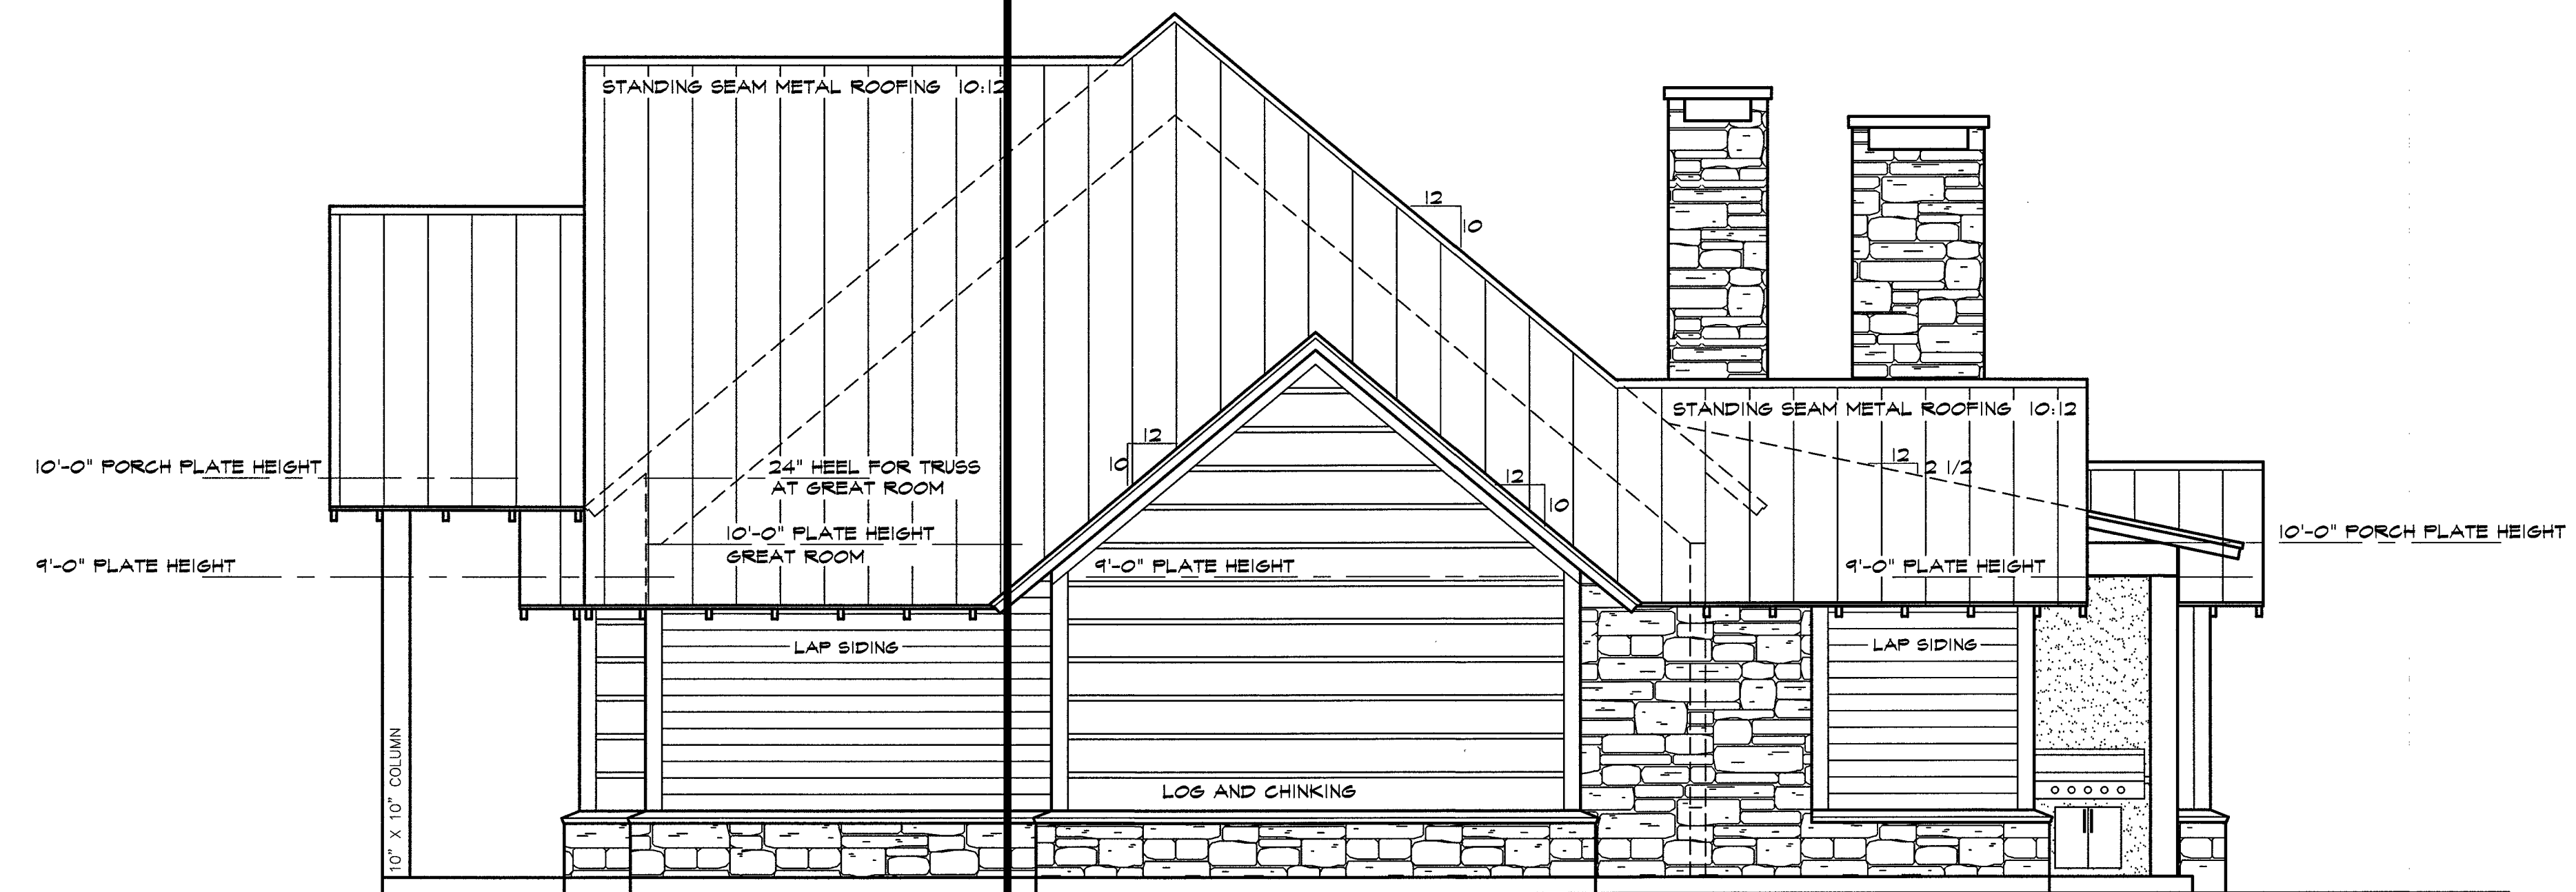 STANDING SEAM METAL ROOFING 10:12
12
10
STANDING SEAM METAL ROOFING 10:12
12
10
12
2 1/2
10'-0" PORCH PLATE HEIGHT
24" HEEL FOR TRUSS
AT GREAT ROOM
12
10
10'-0" PLATE HEIGHT
GREAT ROOM
10'-0" PORCH PLATE HEIGHT
9'-0" PLATE HEIGHT
9'-0" PLATE HEIGHT
9'-0" PLATE HEIGHT
LAP SIDING
LAP SIDING
LOG AND CHINKING
10" X 10" COLUMN